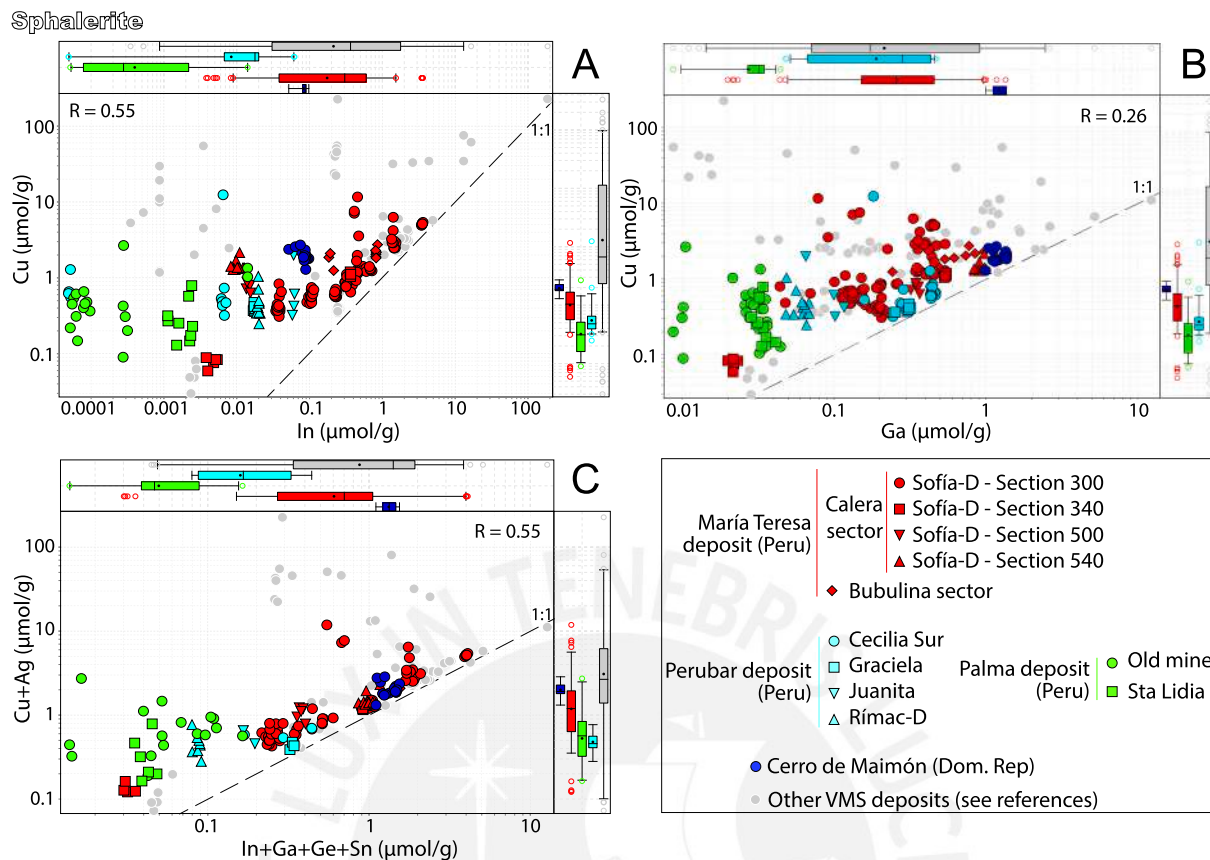 Sphalerite
A
R = 0.55
1:1
100
10
1
0.1
Cu (µmol/g)
0.0001
0.001
0.01
0.1
1
10
100
In (µmol/g)
B
R = 0.26
1:1
100
10
1
0.1
Cu (µmol/g)
0.01
0.1
1
10
Ga (µmol/g)
C
R = 0.55
1:1
100
10
1
0.1
Cu+Ag (µmol/g)
0.1
1
10
In+Ga+Ge+Sn (µmol/g)
María Teresa
deposit (Peru)
Calera
sector
Sofía-D - Section 300
Sofía-D - Section 340
Sofía-D - Section 500
Sofía-D - Section 540
Bubulina sector
Perubar deposit
(Peru)
Cecilia Sur
Graciela
Juanita
Rímac-D
Palma deposit
(Peru)
Old mine
Sta Lidia
Cerro de Maimón (Dom. Rep)
Other VMS deposits (see references)